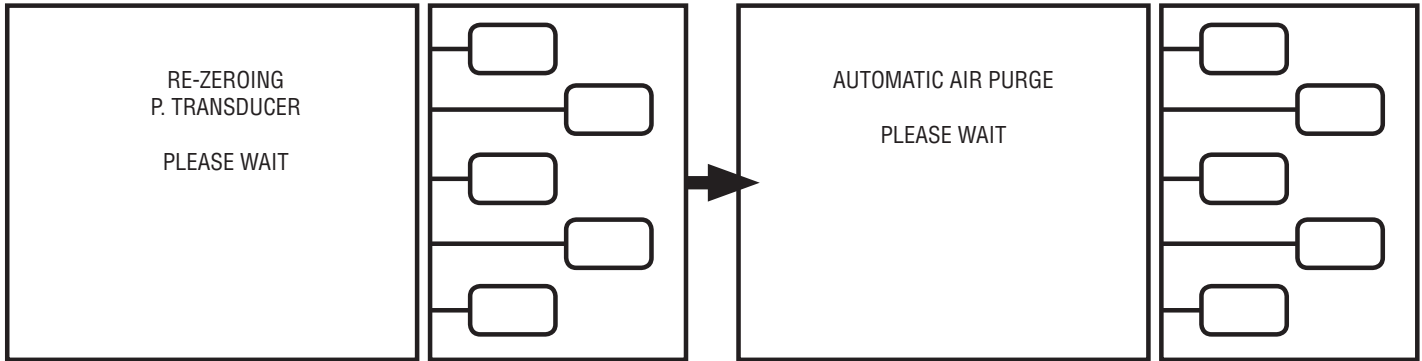 RE-ZEROING
P. TRANSDUCER
PLEASE WAIT
AUTOMATIC AIR PURGE
PLEASE WAIT